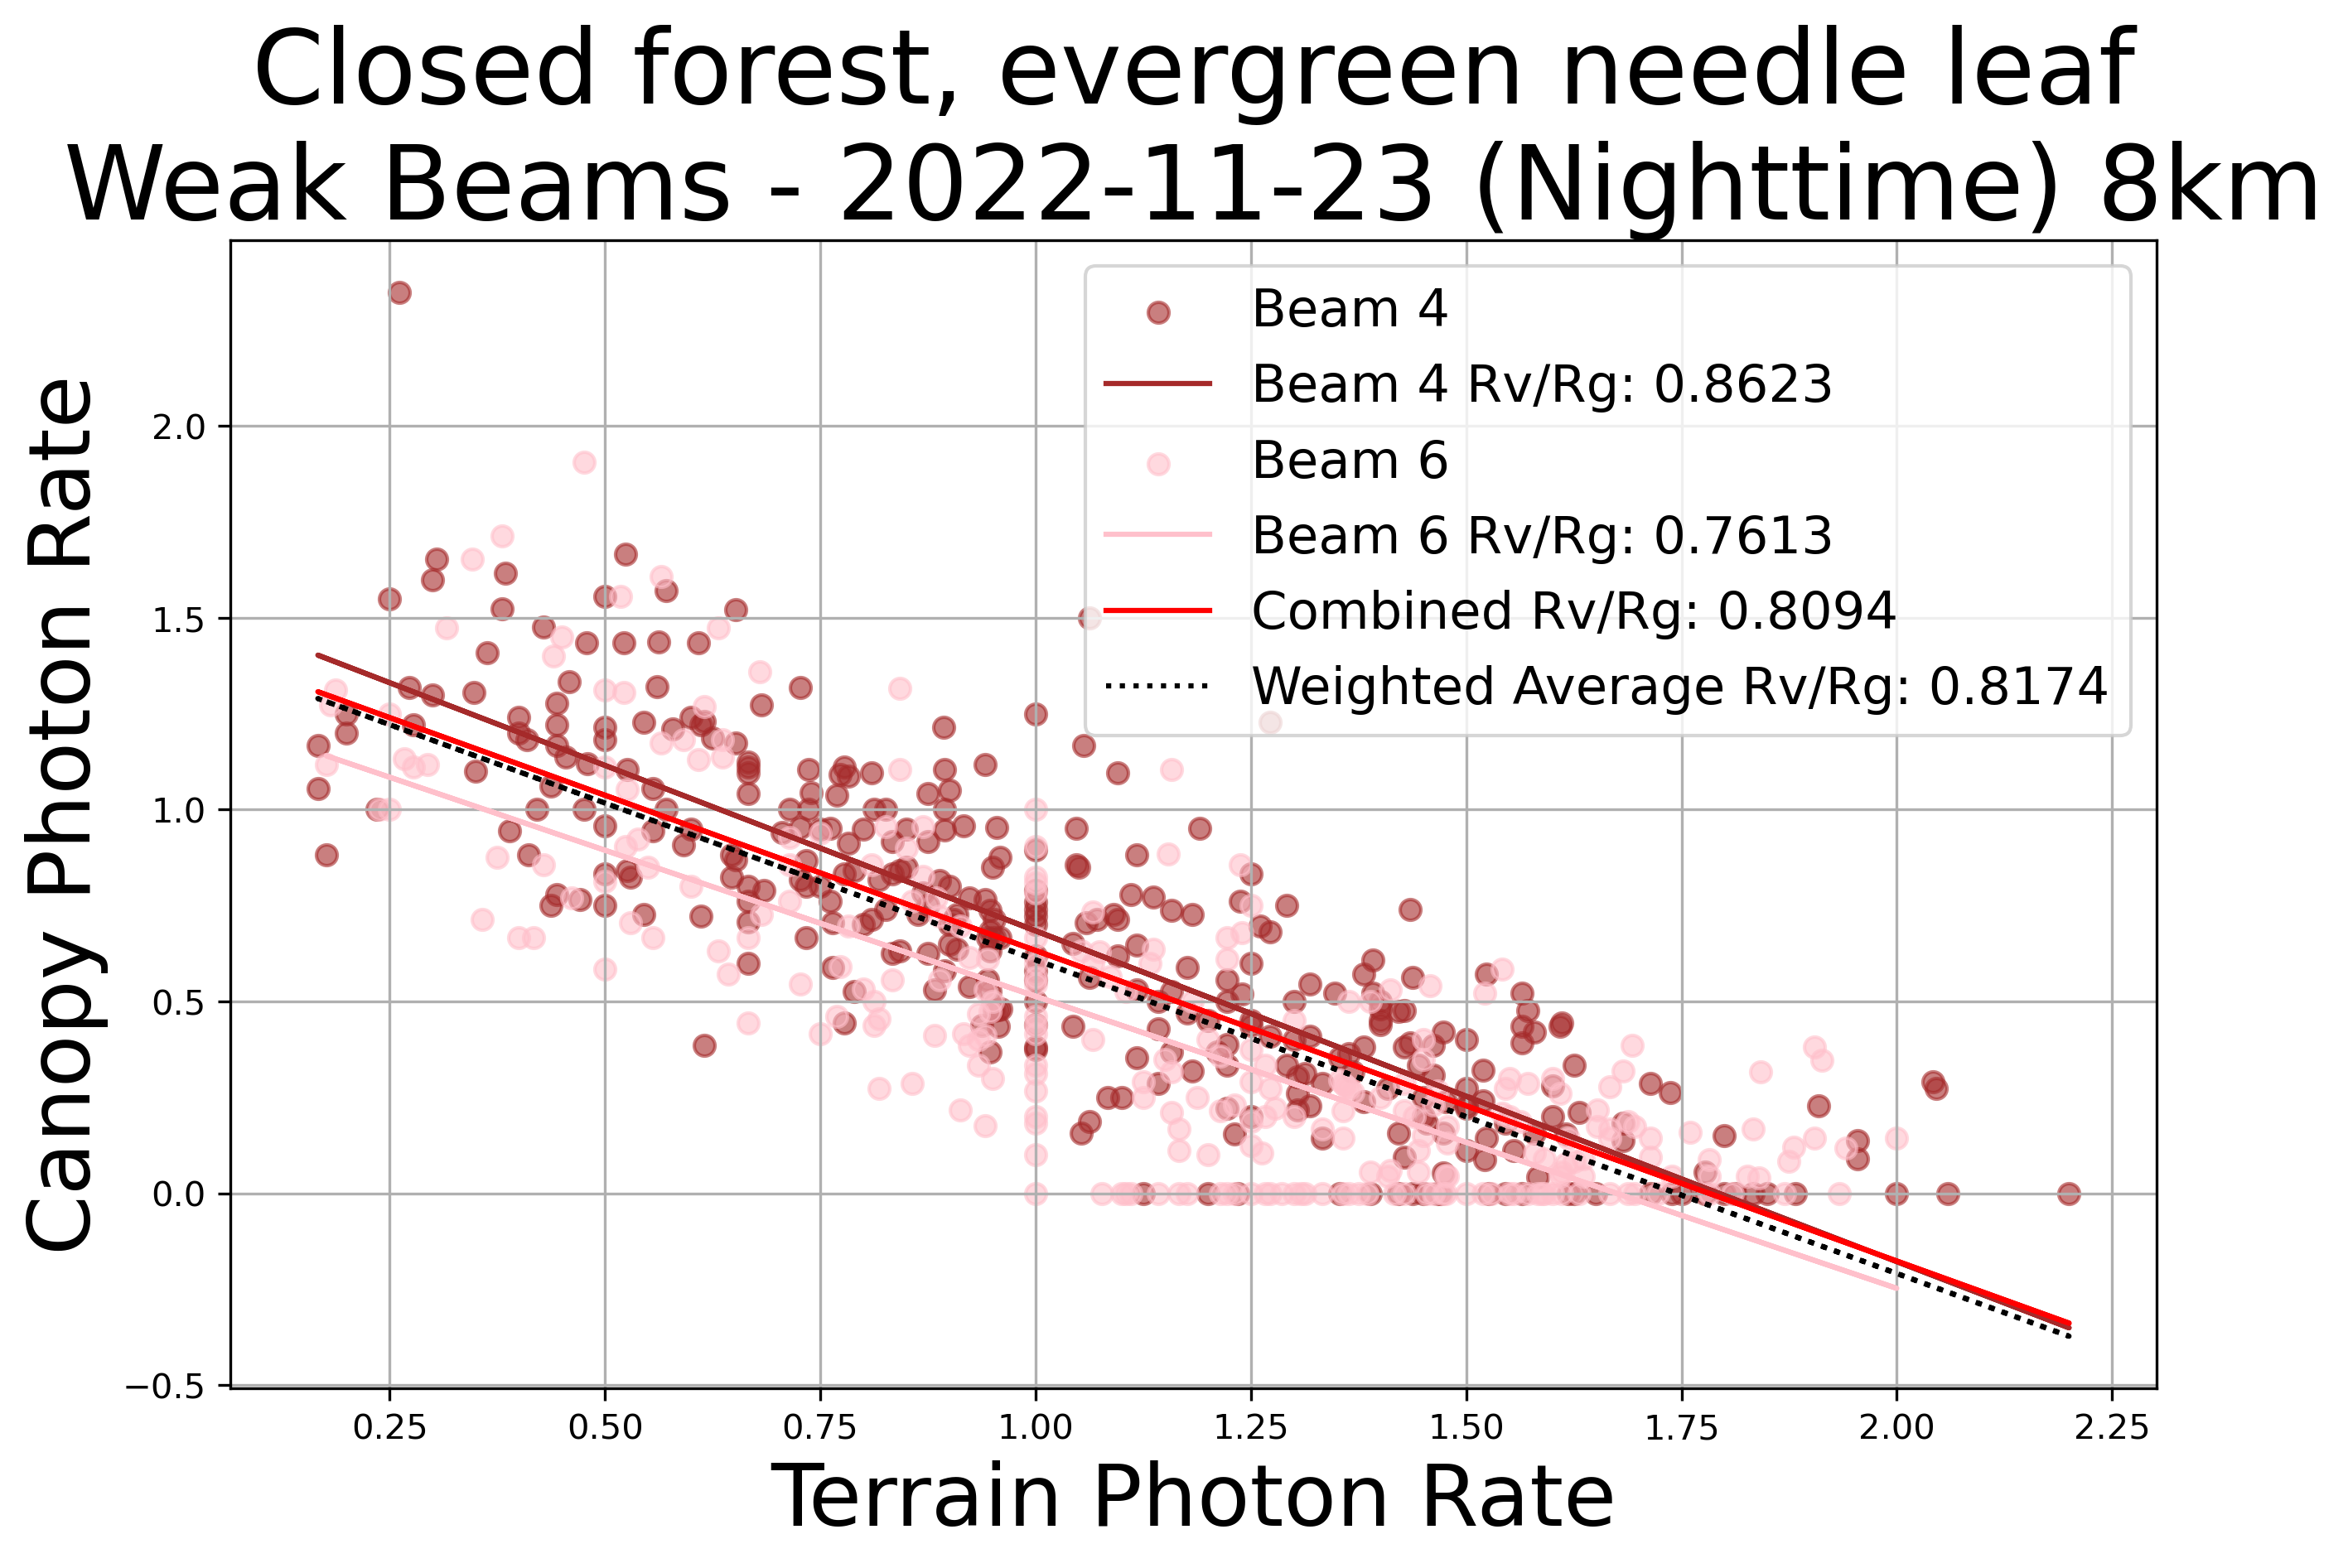 Closed forest, evergreen needle leaf
Weak Beams - 2022-11-23 (Nighttime) 8km
Beam 4
Beam 4 Rv/Rg: 0.8623
Beam 6
Beam 6 Rv/Rg: 0.7613
Combined Rv/Rg: 0.8094
Weighted Average Rv/Rg: 0.8174
Canopy Photon Rate
2.0
1.5
1.0
0.5
0.0
−0.5
0.25 0.50 0.75 1.00 1.25 1.50 1.75 2.00 2.25
Terrain Photon Rate